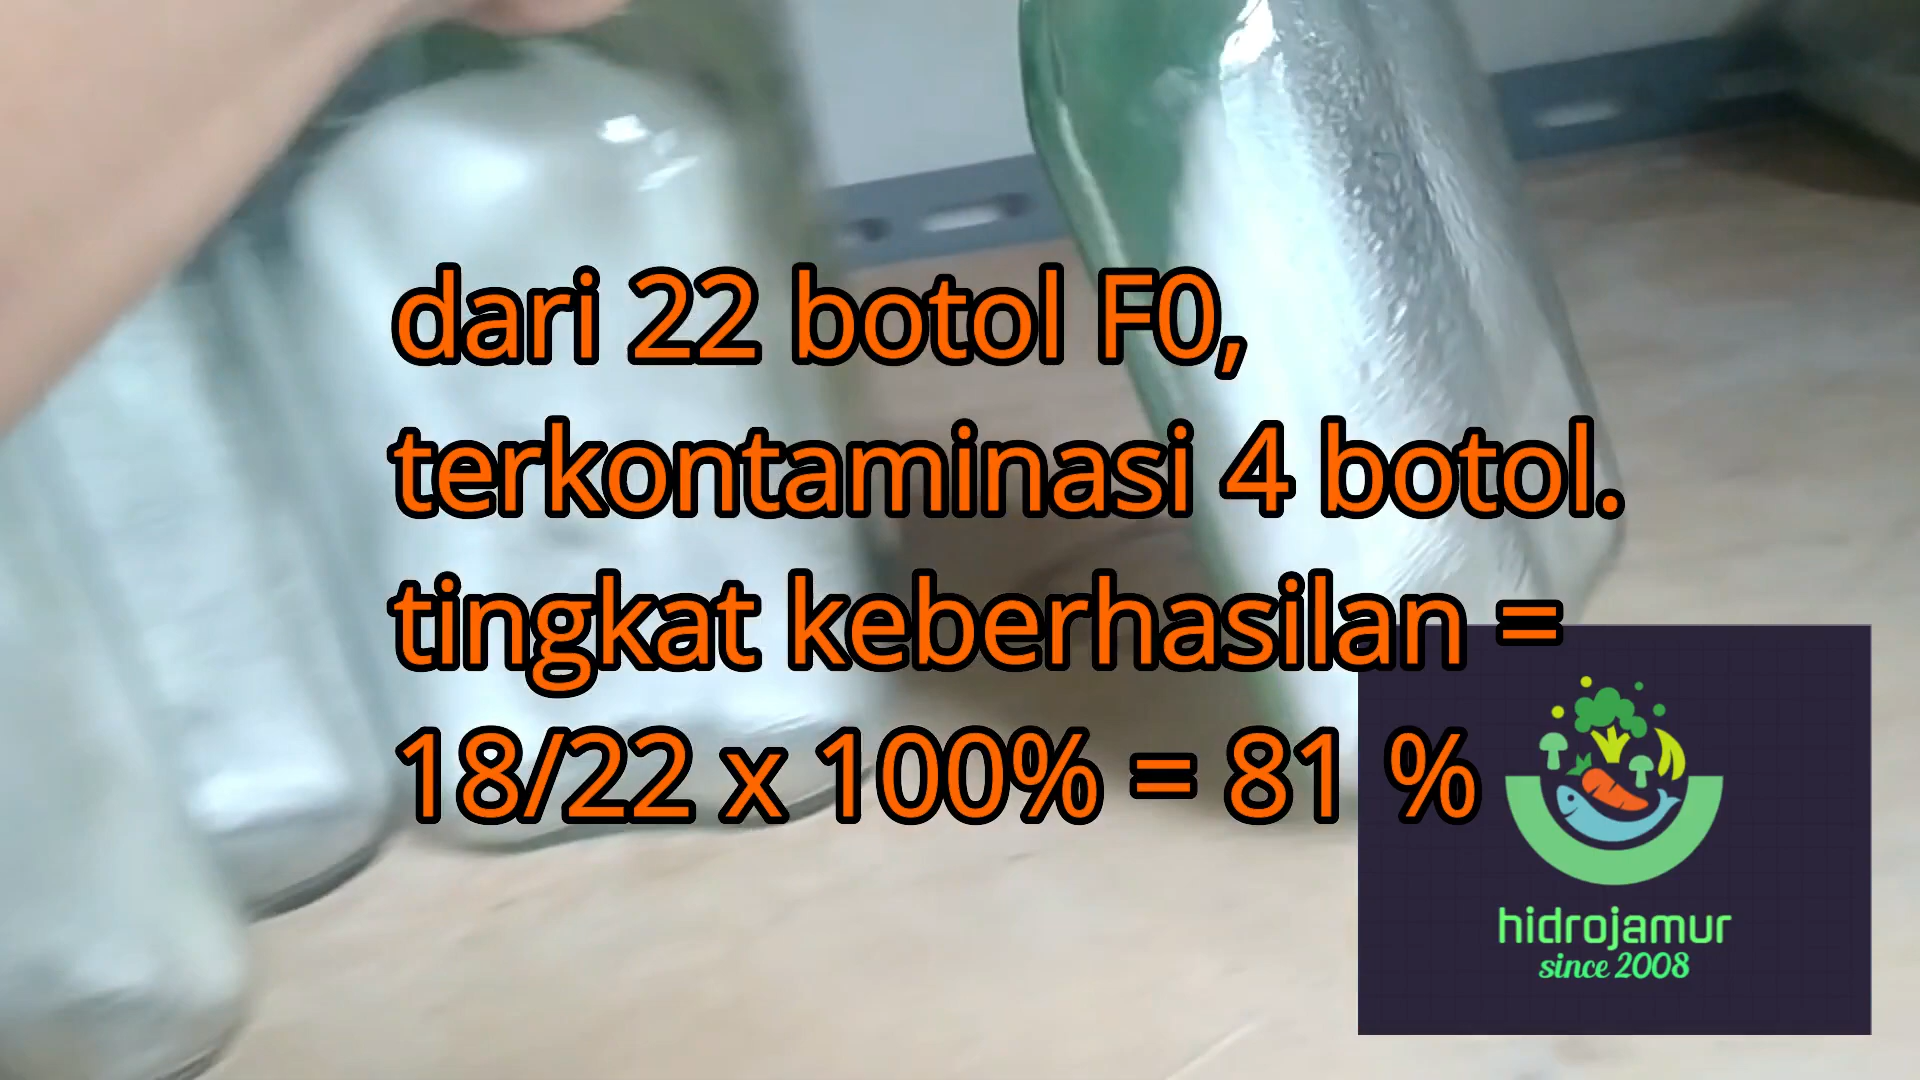 dari 22 botol F0,
terkontaminasi 4 botol.
tingkat keberhasilan =
18/22 x 100% = 81 %
hidrojamur
since 2008